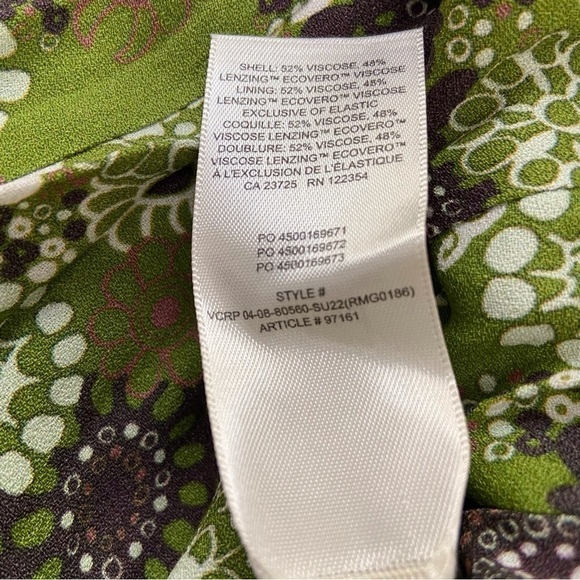 SHELL: 52% VISCOSE, 48%
LENZING™ ECOVERO™ VISCOSE
LINING: 52% VISCOSE, 48%
LENZING™ ECOVERO™ VISCOSE
EXCLUSIVE OF ELASTIC
COQUILLE: 52% VISCOSE, 48%
VISCOSE LENZING™ ECOVERO™
DOUBLURE: 52% VISCOSE, 48%
VISCOSE LENZING™ ECOVERO™
À L'EXCLUSION DE L'ÉLASTIQUE
CA 23725 RN 122354
PO 4500169671
PO 4500169672
PO 4500169673
STYLE #
VCRP 04-08-80560-SU22(RMG0186)
ARTICLE # 97161